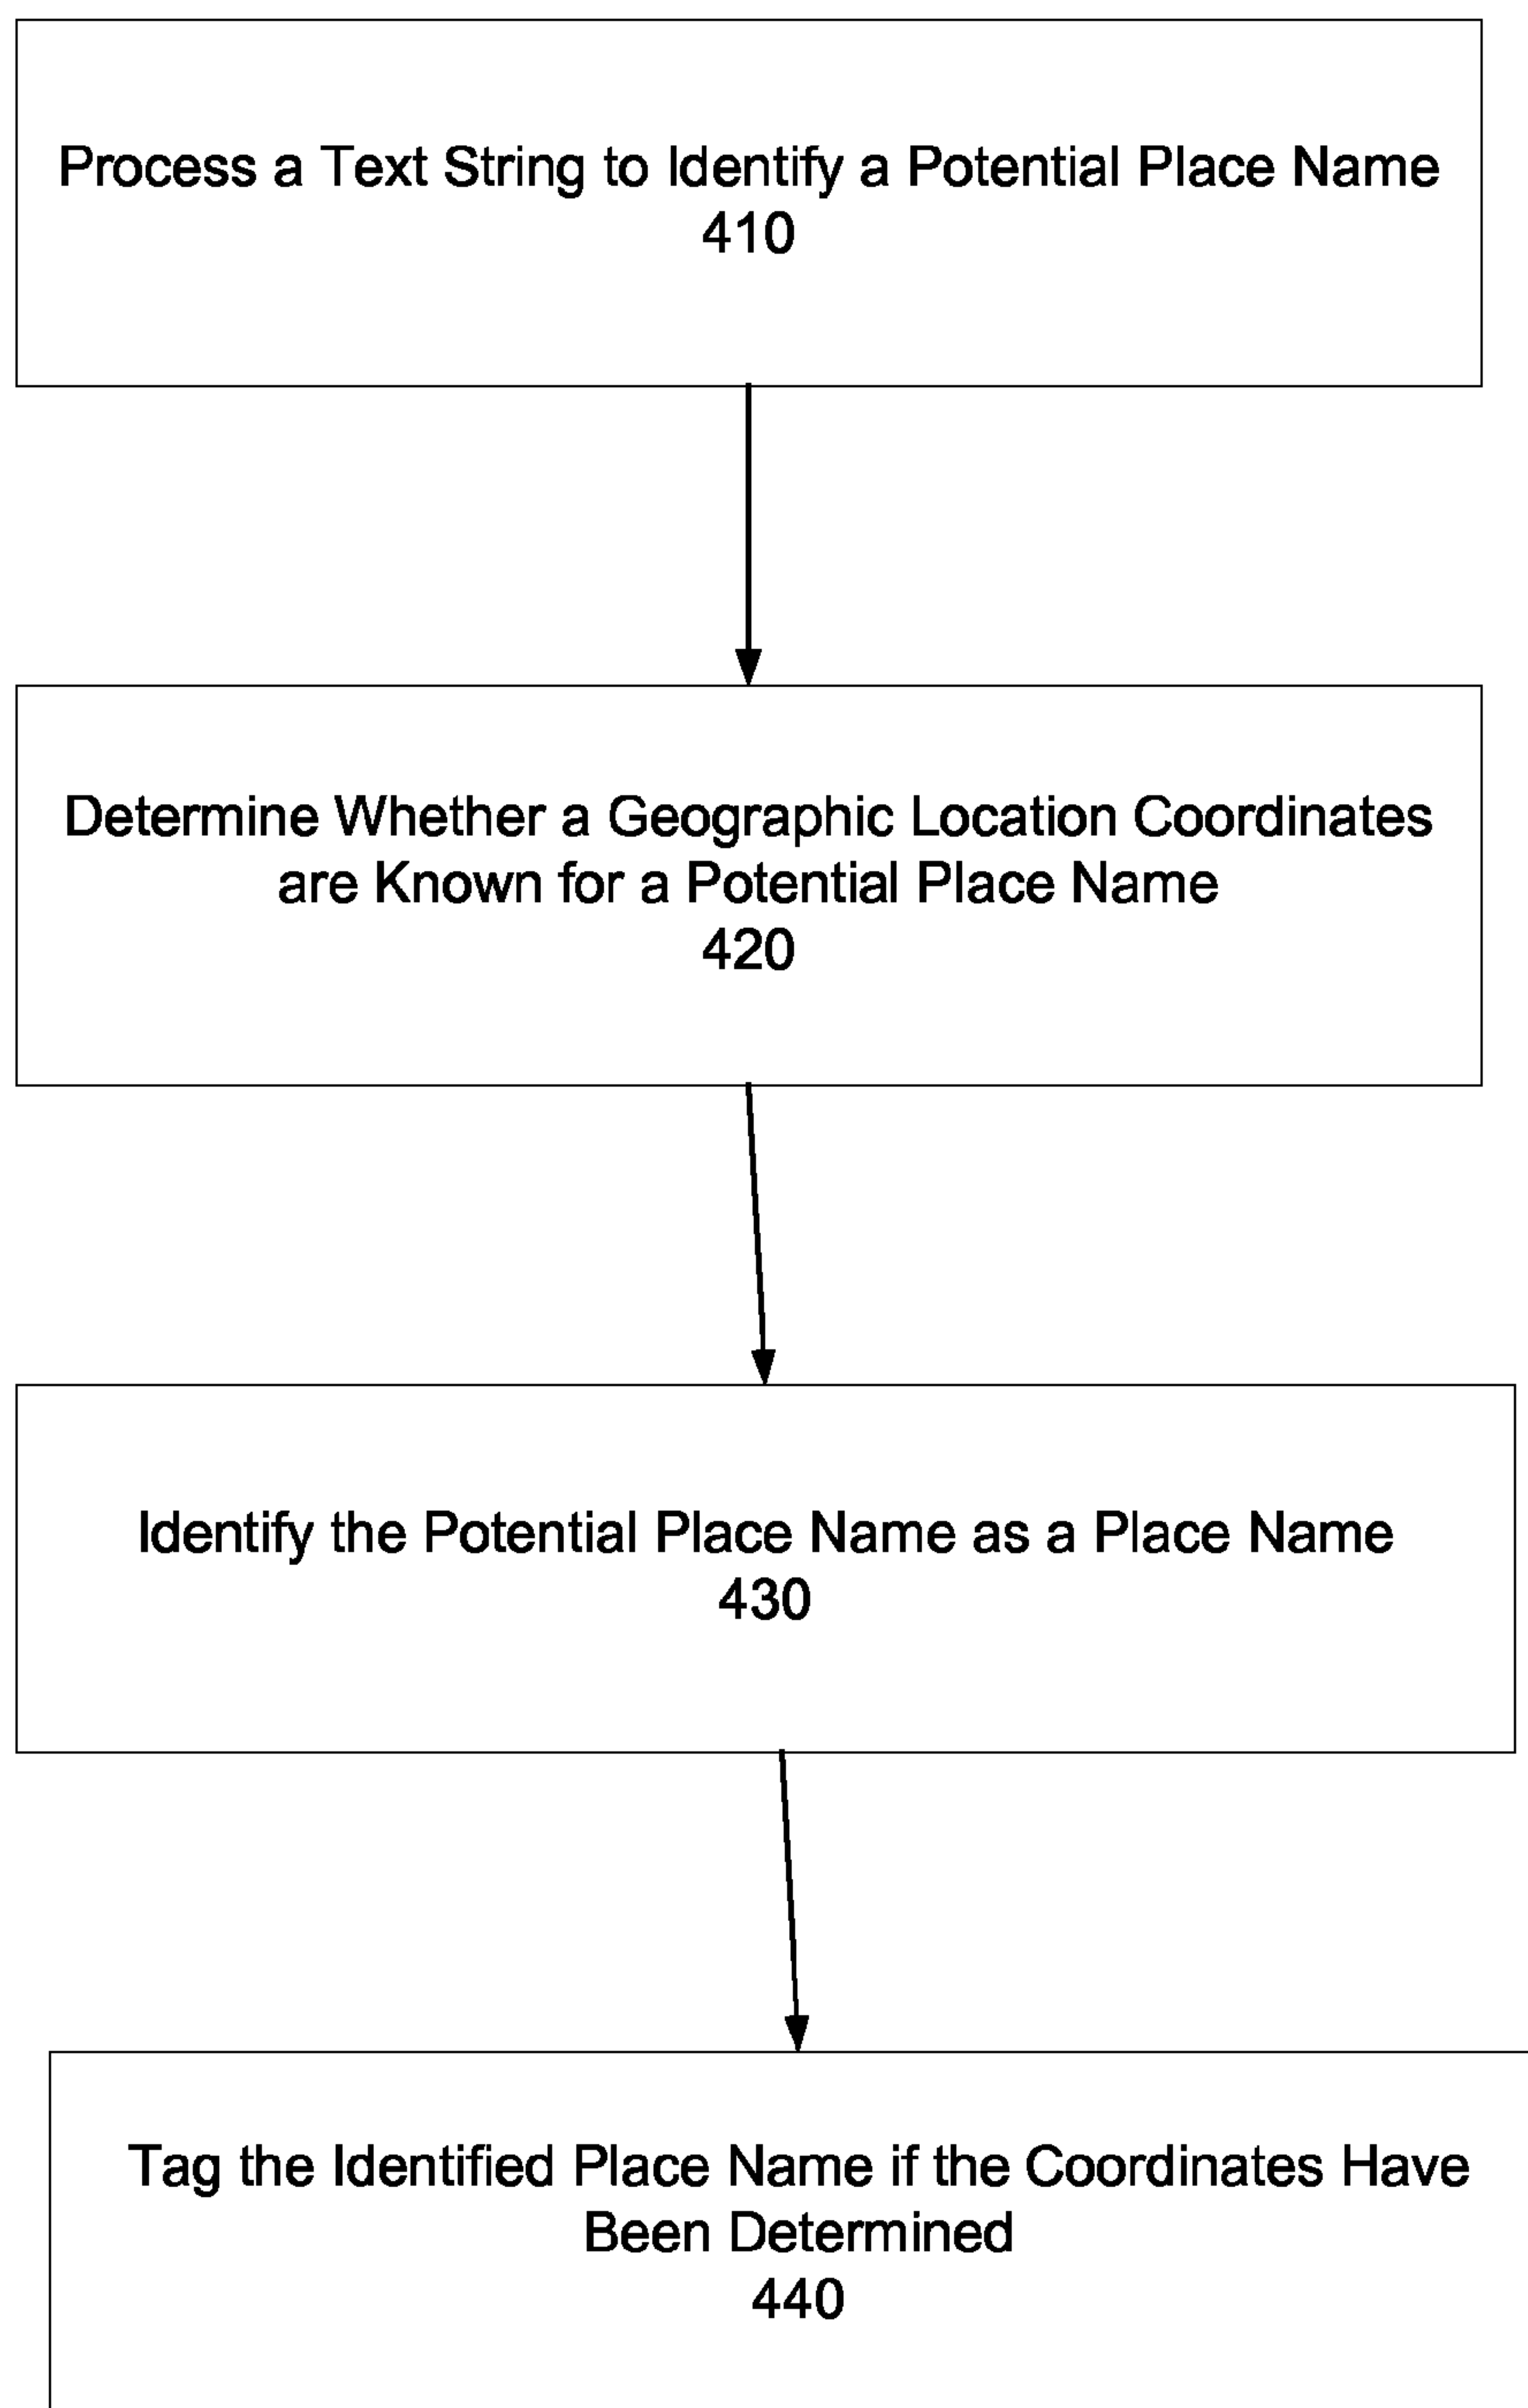 Process a Text String to Identify a Potential Place Name
410
Determine Whether a Geographic Location Coordinates
are Known for a Potential Place Name
420
Identify the Potential Place Name as a Place Name
430
Tag the Identified Place Name if the Coordinates Have
Been Determined
440